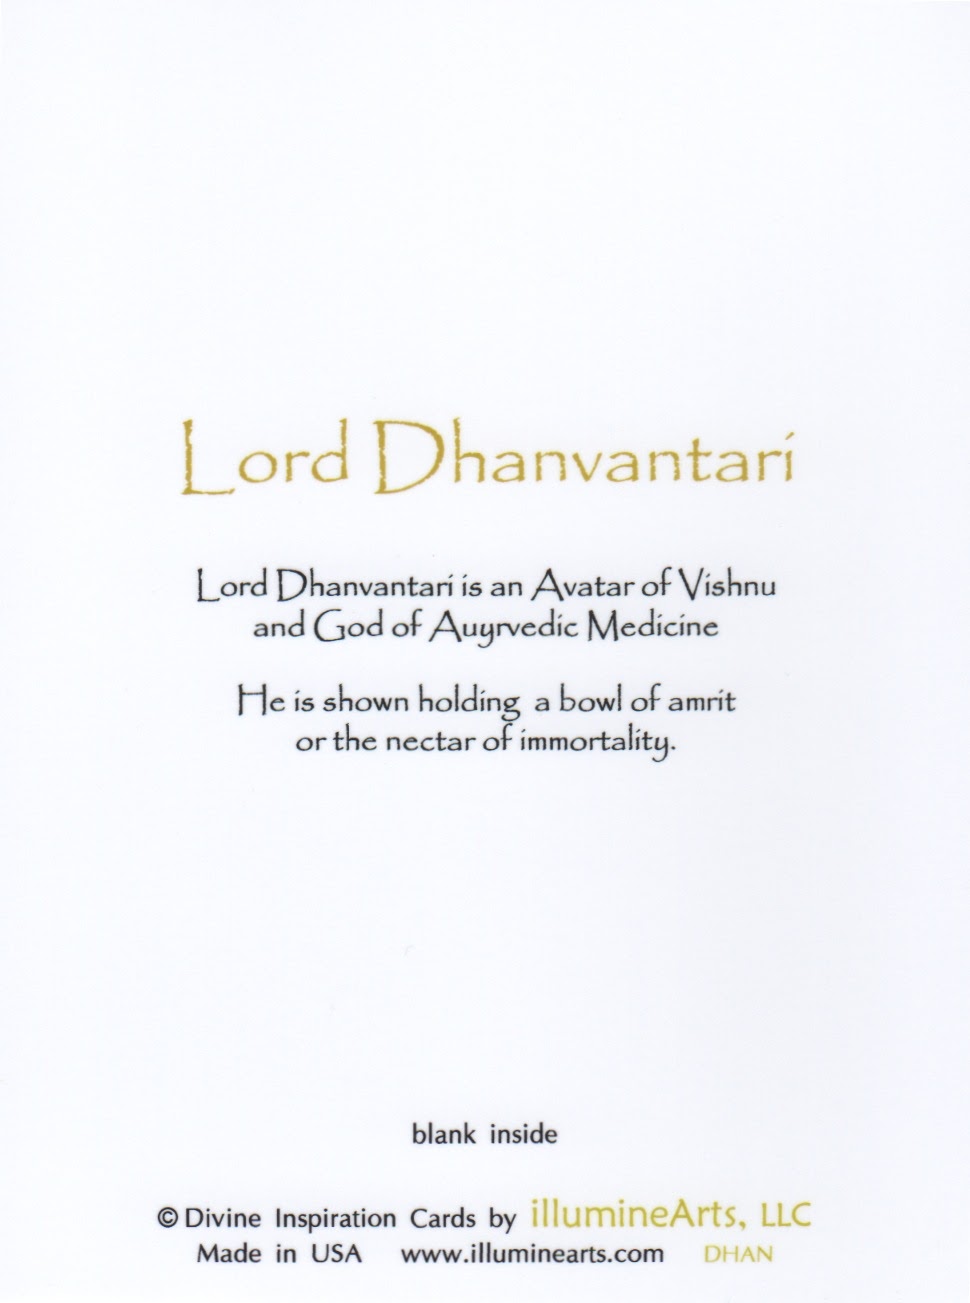 Lord Dhanvantari
Lord Dhanvantari is an Avatar of Vishnu
and God of Auyrvedic Medicine
He is shown holding a bowl of amrit
or the nectar of immortality.
blank inside
© Divine Inspiration Cards by illumineArts, LLC
Made in USA www.illuminearts.com DHAN